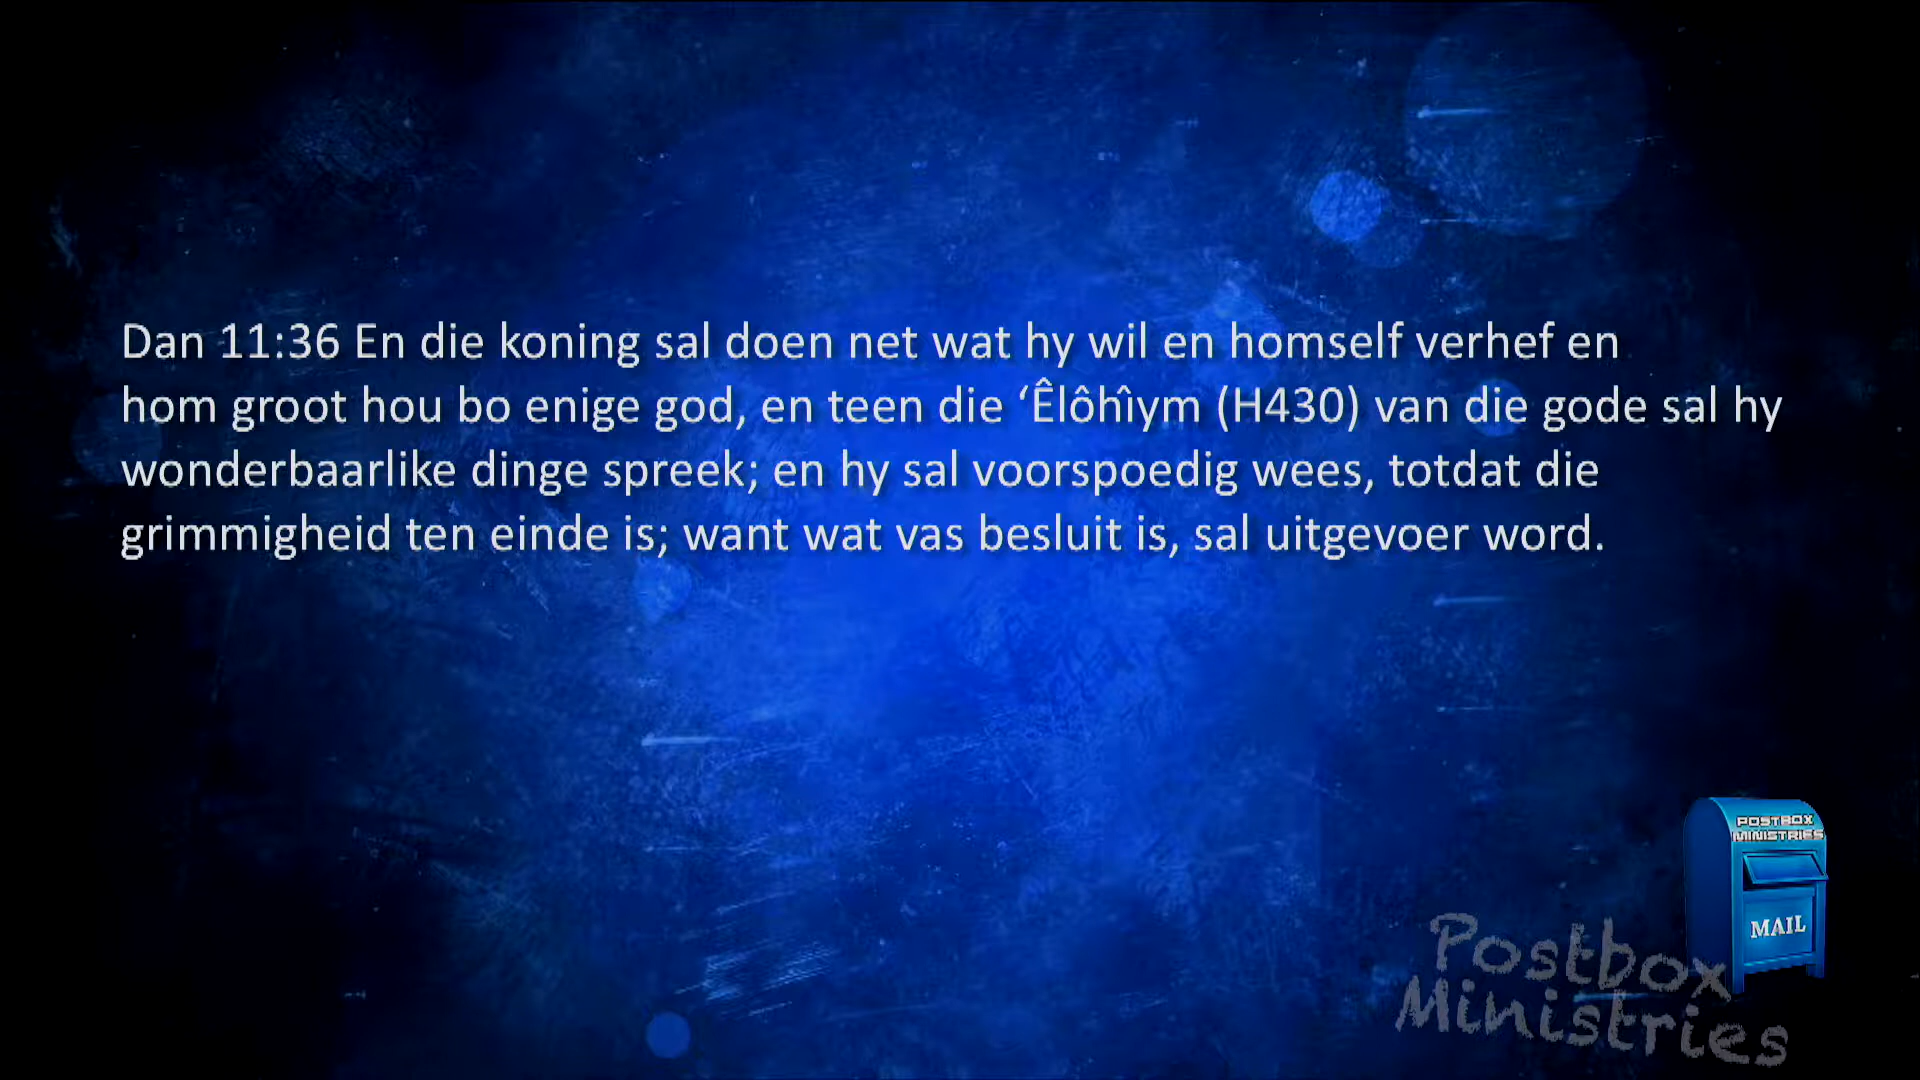 Dan 11:36 En die koning sal doen net wat hy wil en homself verhef en
hom groot hou bo enige god, en teen die ‘Êlôhîym (H430) van die gode sal hy
wonderbaarlike dinge spreek; en hy sal voorspoedig wees, totdat die
grimmigheid ten einde is; want wat vas besluit is, sal uitgevoer word.
POSTBOX
MINISTRIES
MAIL
Postbox
Ministries